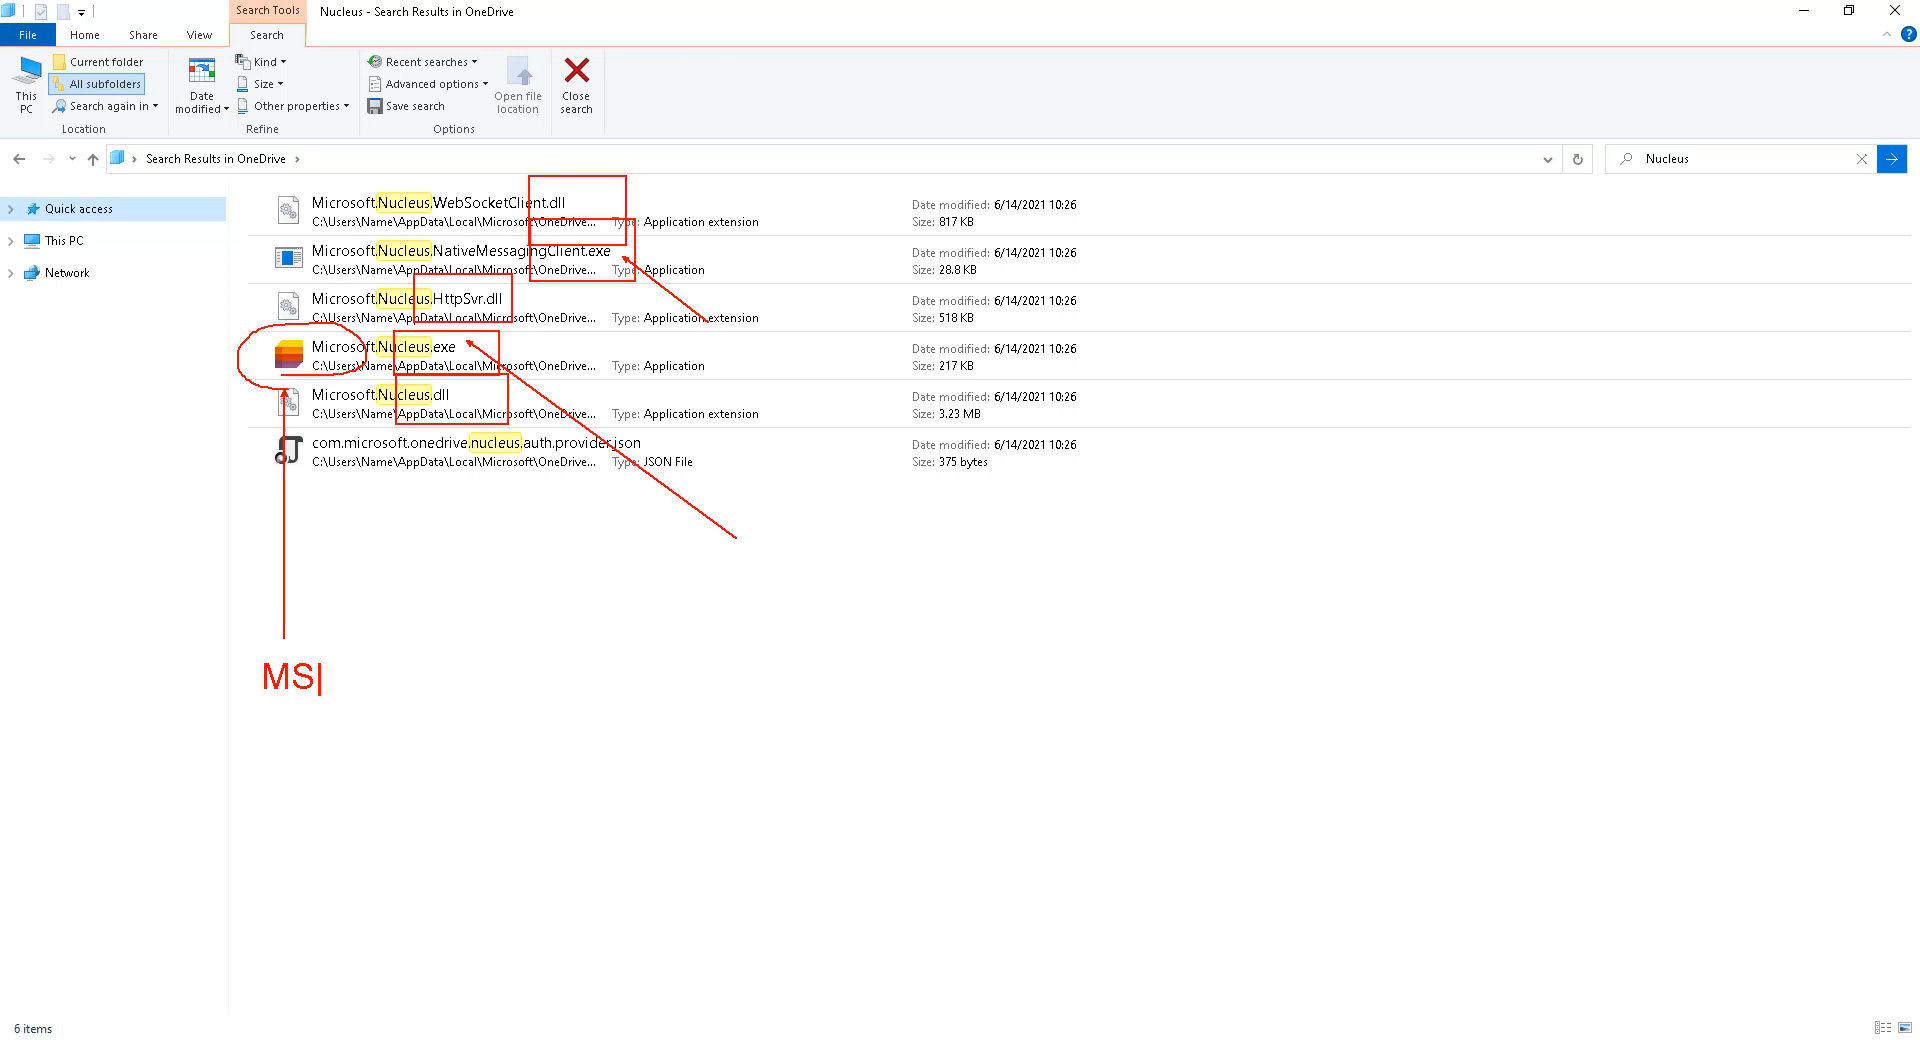 Search Tools
Nucleus - Search Results in OneDrive
File Home Share View Search
This PC
Current folder
All subfolders
Search again in
Location
Date modified
Kind
Size
Other properties
Refine
Recent searches
Advanced options
Save search
Options
Open file location
Close search
Search Results in OneDrive
Nucleus
Quick access
This PC
Network
Microsoft.Nucleus.WebSocketClient.dll
C:\Users\Name\AppData\Local\Microsoft\OneDrive... Type: Application extension
Date modified: 6/14/2021 10:26
Size: 817 KB
Microsoft.Nucleus.NativeMessagingClient.exe
C:\Users\Name\AppData\Local\Microsoft\OneDrive... Type: Application
Date modified: 6/14/2021 10:26
Size: 28.8 KB
Microsoft.Nucleus.HttpSvr.dll
C:\Users\Name\AppData\Local\Microsoft\OneDrive... Type: Application extension
Date modified: 6/14/2021 10:26
Size: 518 KB
Microsoft.Nucleus.exe
C:\Users\Name\AppData\Local\Microsoft\OneDrive... Type: Application
Date modified: 6/14/2021 10:26
Size: 217 KB
Microsoft.Nucleus.dll
C:\Users\Name\AppData\Local\Microsoft\OneDrive... Type: Application extension
Date modified: 6/14/2021 10:26
Size: 3.23 MB
com.microsoft.onedrive.nucleus.auth.provider.json
C:\Users\Name\AppData\Local\Microsoft\OneDrive... Type: JSON File
Date modified: 6/14/2021 10:26
Size: 375 bytes
MS|
6 items